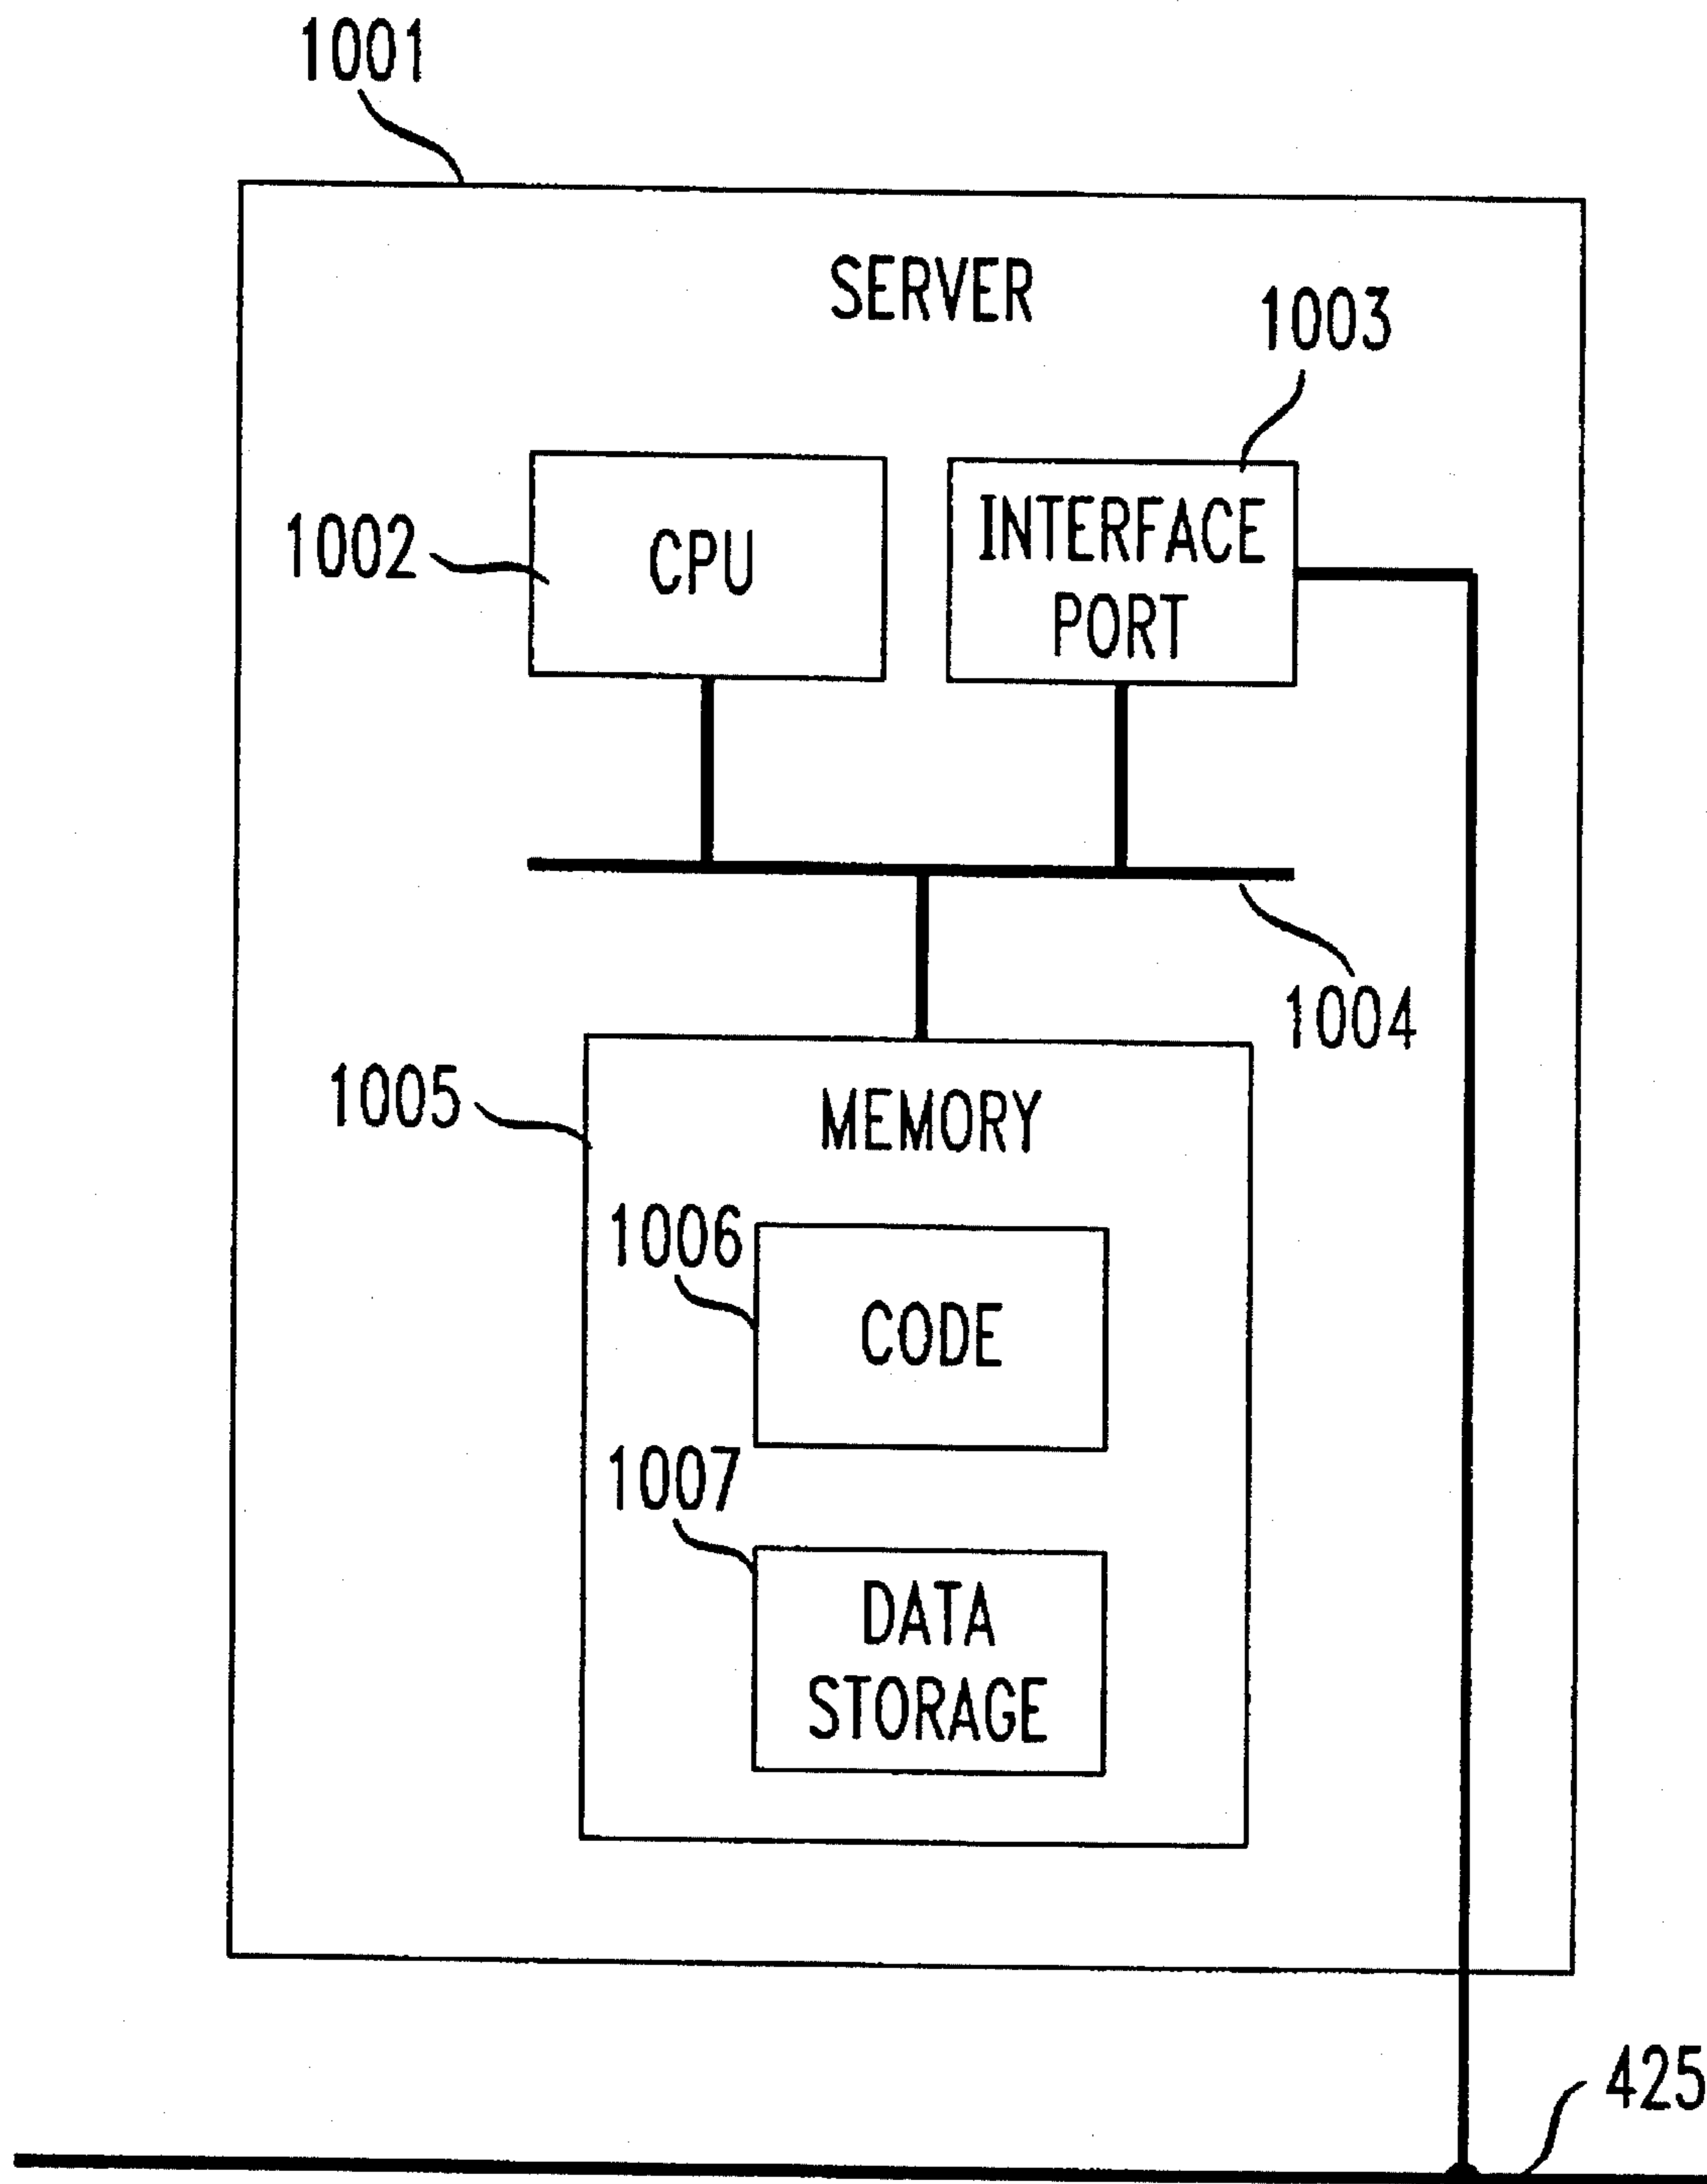 1001
SERVER
1003
1002
CPU
INTERFACE
PORT
1004
1005
MEMORY
1006
CODE
1007
DATA
STORAGE
425